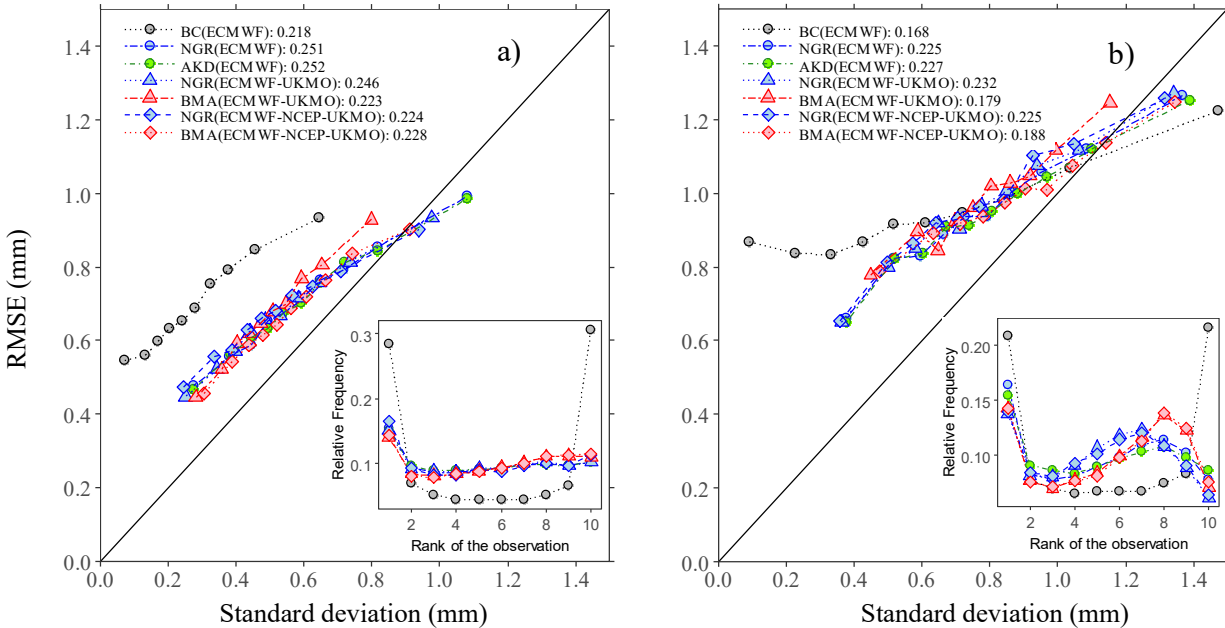 a)
BC(ECMWF): 0.218
NGR(ECMWF): 0.251
AKD(ECMWF): 0.252
NGR(ECMWF-UKMO): 0.246
BMA(ECMWF-UKMO): 0.223
NGR(ECMWF-NCEP-UKMO): 0.224
BMA(ECMWF-NCEP-UKMO): 0.228
RMSE (mm)
1.4
1.2
1.0
0.8
0.6
0.4
0.2
0.0
0.0 0.2 0.4 0.6 0.8 1.0 1.2 1.4
Standard deviation (mm)
Relative Frequency
0.3
0.2
0.1
2 4 6 8 10
Rank of the observation
b)
BC(ECMWF): 0.168
NGR(ECMWF): 0.225
AKD(ECMWF): 0.227
NGR(ECMWF-UKMO): 0.232
BMA(ECMWF-UKMO): 0.179
NGR(ECMWF-NCEP-UKMO): 0.225
BMA(ECMWF-NCEP-UKMO): 0.188
1.4
1.2
1.0
0.8
0.6
0.4
0.2
0.0
0.0 0.2 0.4 0.6 0.8 1.0 1.2 1.4
Standard deviation (mm)
Relative Frequency
0.20
0.15
0.10
2 4 6 8 10
Rank of the observation